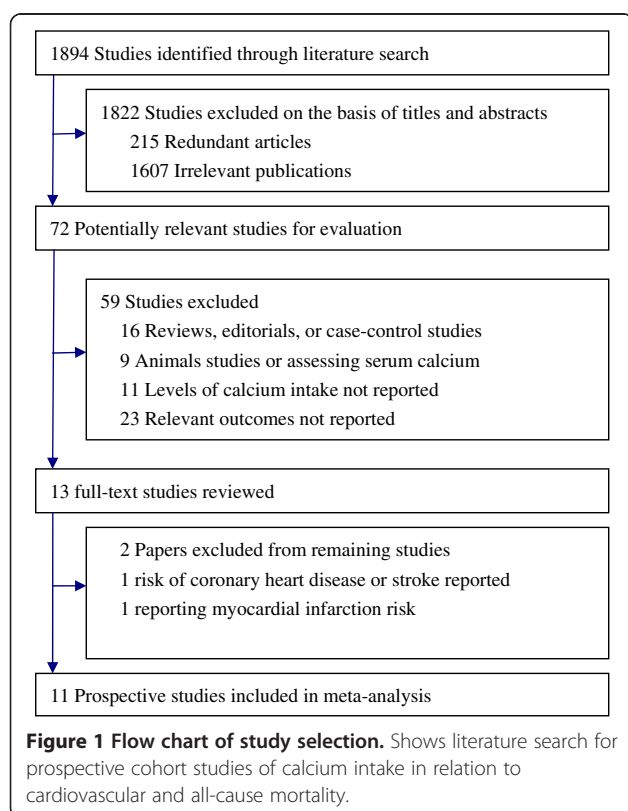 1894 Studies identified through literature search
1822 Studies excluded on the basis of titles and abstracts
215 Redundant articles
1607 Irrelevant publications
72 Potentially relevant studies for evaluation
59 Studies excluded
16 Reviews, editorials, or case-control studies
9 Animals studies or assessing serum calcium
11 Levels of calcium intake not reported
23 Relevant outcomes not reported
13 full-text studies reviewed
2 Papers excluded from remaining studies
1 risk of coronary heart disease or stroke reported
1 reporting myocardial infarction risk
11 Prospective studies included in meta-analysis
Figure 1 Flow chart of study selection. Shows literature search for
prospective cohort studies of calcium intake in relation to
cardiovascular and all-cause mortality.